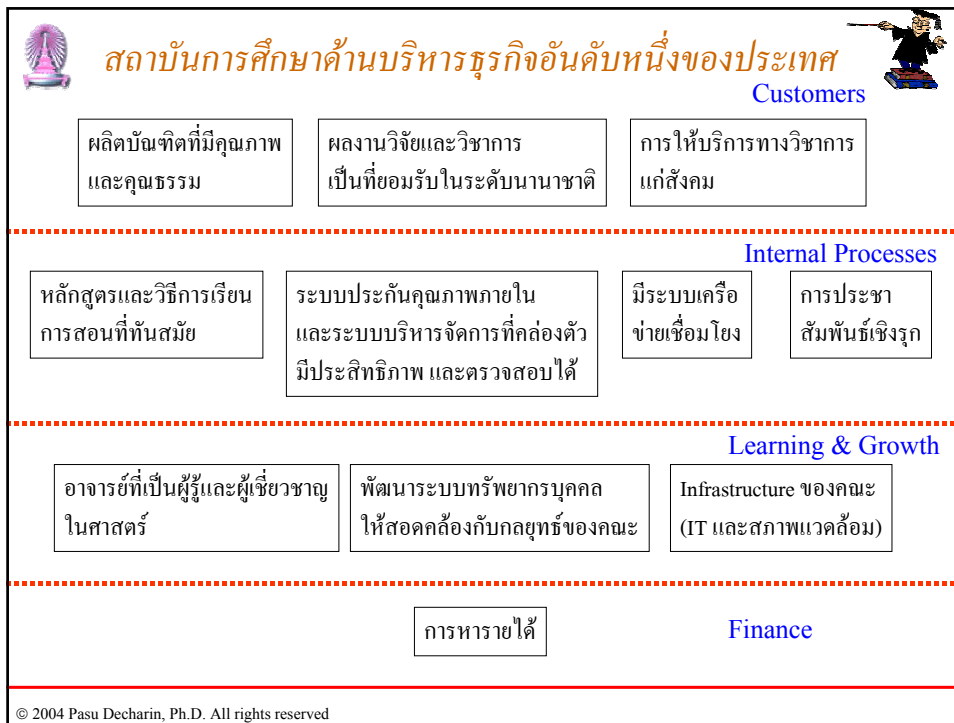 สถาบันการศึกษาด้านบริหารธุรกิจอันดับหนึ่งของประเทศ
Customers
ผลิตบัณฑิตที่มีคุณภาพ
และคุณธรรม
ผลงานวิจัยและวิชาการ
เป็นที่ยอมรับในระดับนานาชาติ
การให้บริการทางวิชาการ
แก่สังคม
Internal Processes
หลักสูตรและวิธีการเรียน
การสอนที่ทันสมัย
ระบบประกันคุณภาพภายใน
และระบบบริหารจัดการที่คล่องตัว
มีประสิทธิภาพ และตรวจสอบได้
มีระบบเครือ
ข่ายเชื่อมโยง
การประชา
สัมพันธ์เชิงรุก
Learning & Growth
อาจารย์ที่เป็นผู้รู้และผู้เชี่ยวชาญ
ในศาสตร์
พัฒนาระบบทรัพยากรบุคคล
ให้สอดคล้องกับกลยุทธ์ของคณะ
Infrastructure ของคณะ
(IT และสภาพแวดล้อม)
การหารายได้
Finance
© 2004 Pasu Decharin, Ph.D. All rights reserved